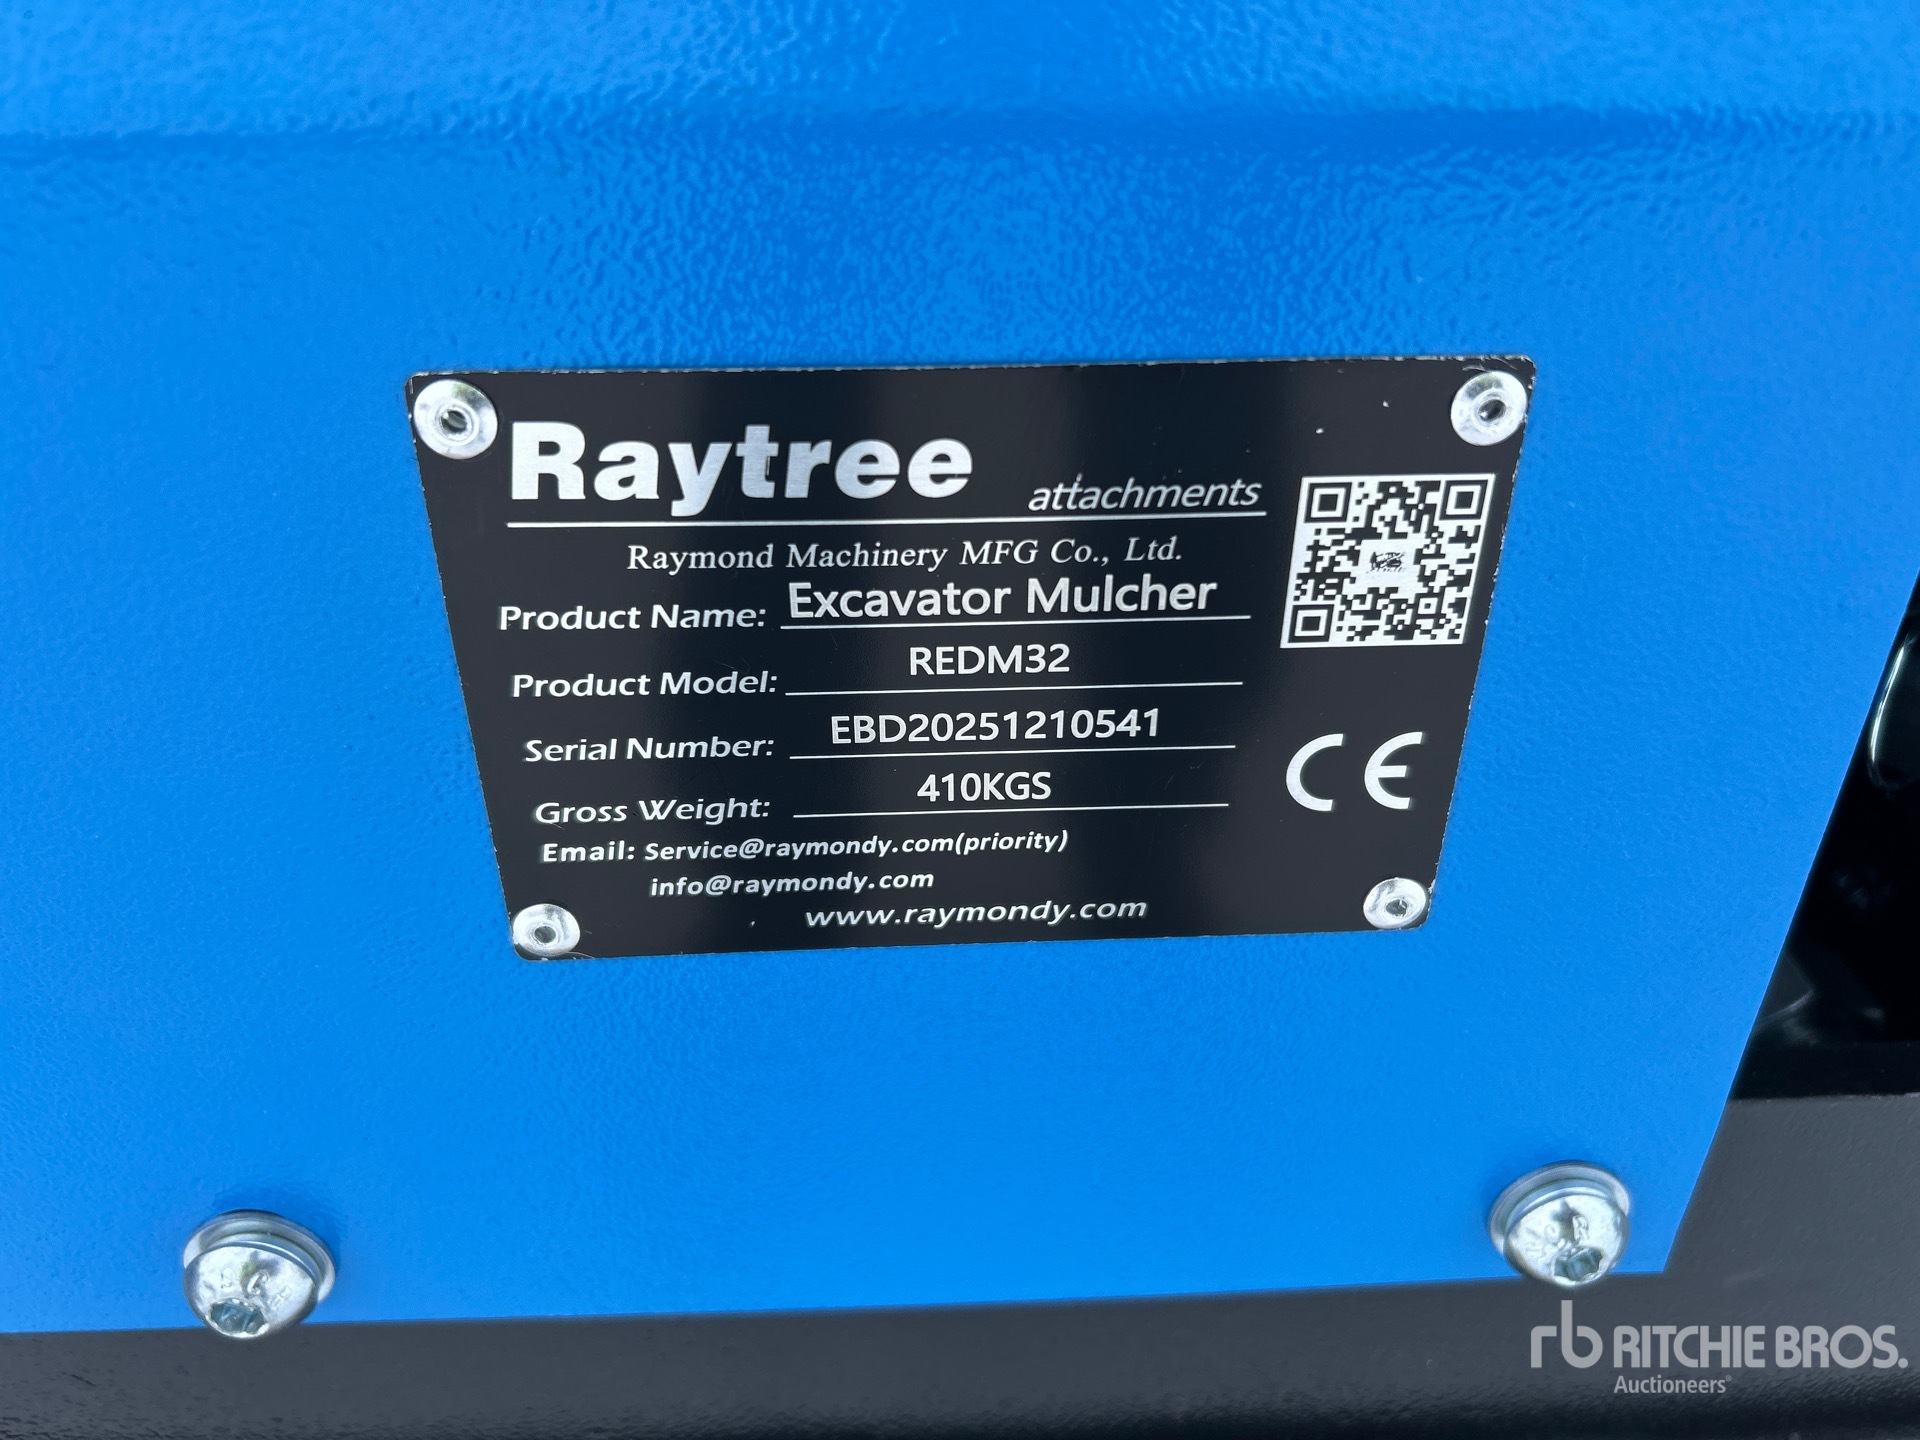 Raytree
attachments
Raymond Machinery MFG Co., Ltd.
Product Name: Excavator Mulcher
Product Model: REDM32
Serial Number: EBD20251210541
Gross Weight: 410KGS
CE
Email: Service@raymondy.com(priority)
info@raymondy.com
www.raymondy.com
rb RITCHIE BROS.
Auctioneers